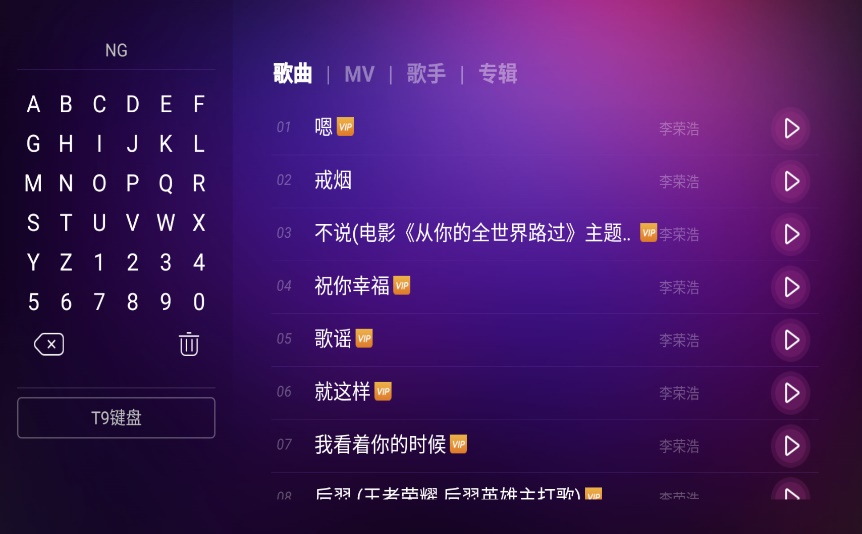 NG
A B C D E F
G H I J K L
M N O P Q R
S T U V W X
Y Z 1 2 3 4
5 6 7 8 9 0
T9键盘
歌曲 | MV | 歌手 | 专辑
01 嗯 VIP 李荣浩
02 戒烟 李荣浩
03 不说(电影《从你的全世界路过》主题.. VIP 李荣浩
04 祝你幸福 VIP 李荣浩
05 歌谣 VIP 李荣浩
06 就这样 VIP 李荣浩
07 我看着你的时候 VIP 李荣浩
08 后羿 (王者荣耀 后羿英雄主打歌) VIP 李荣浩